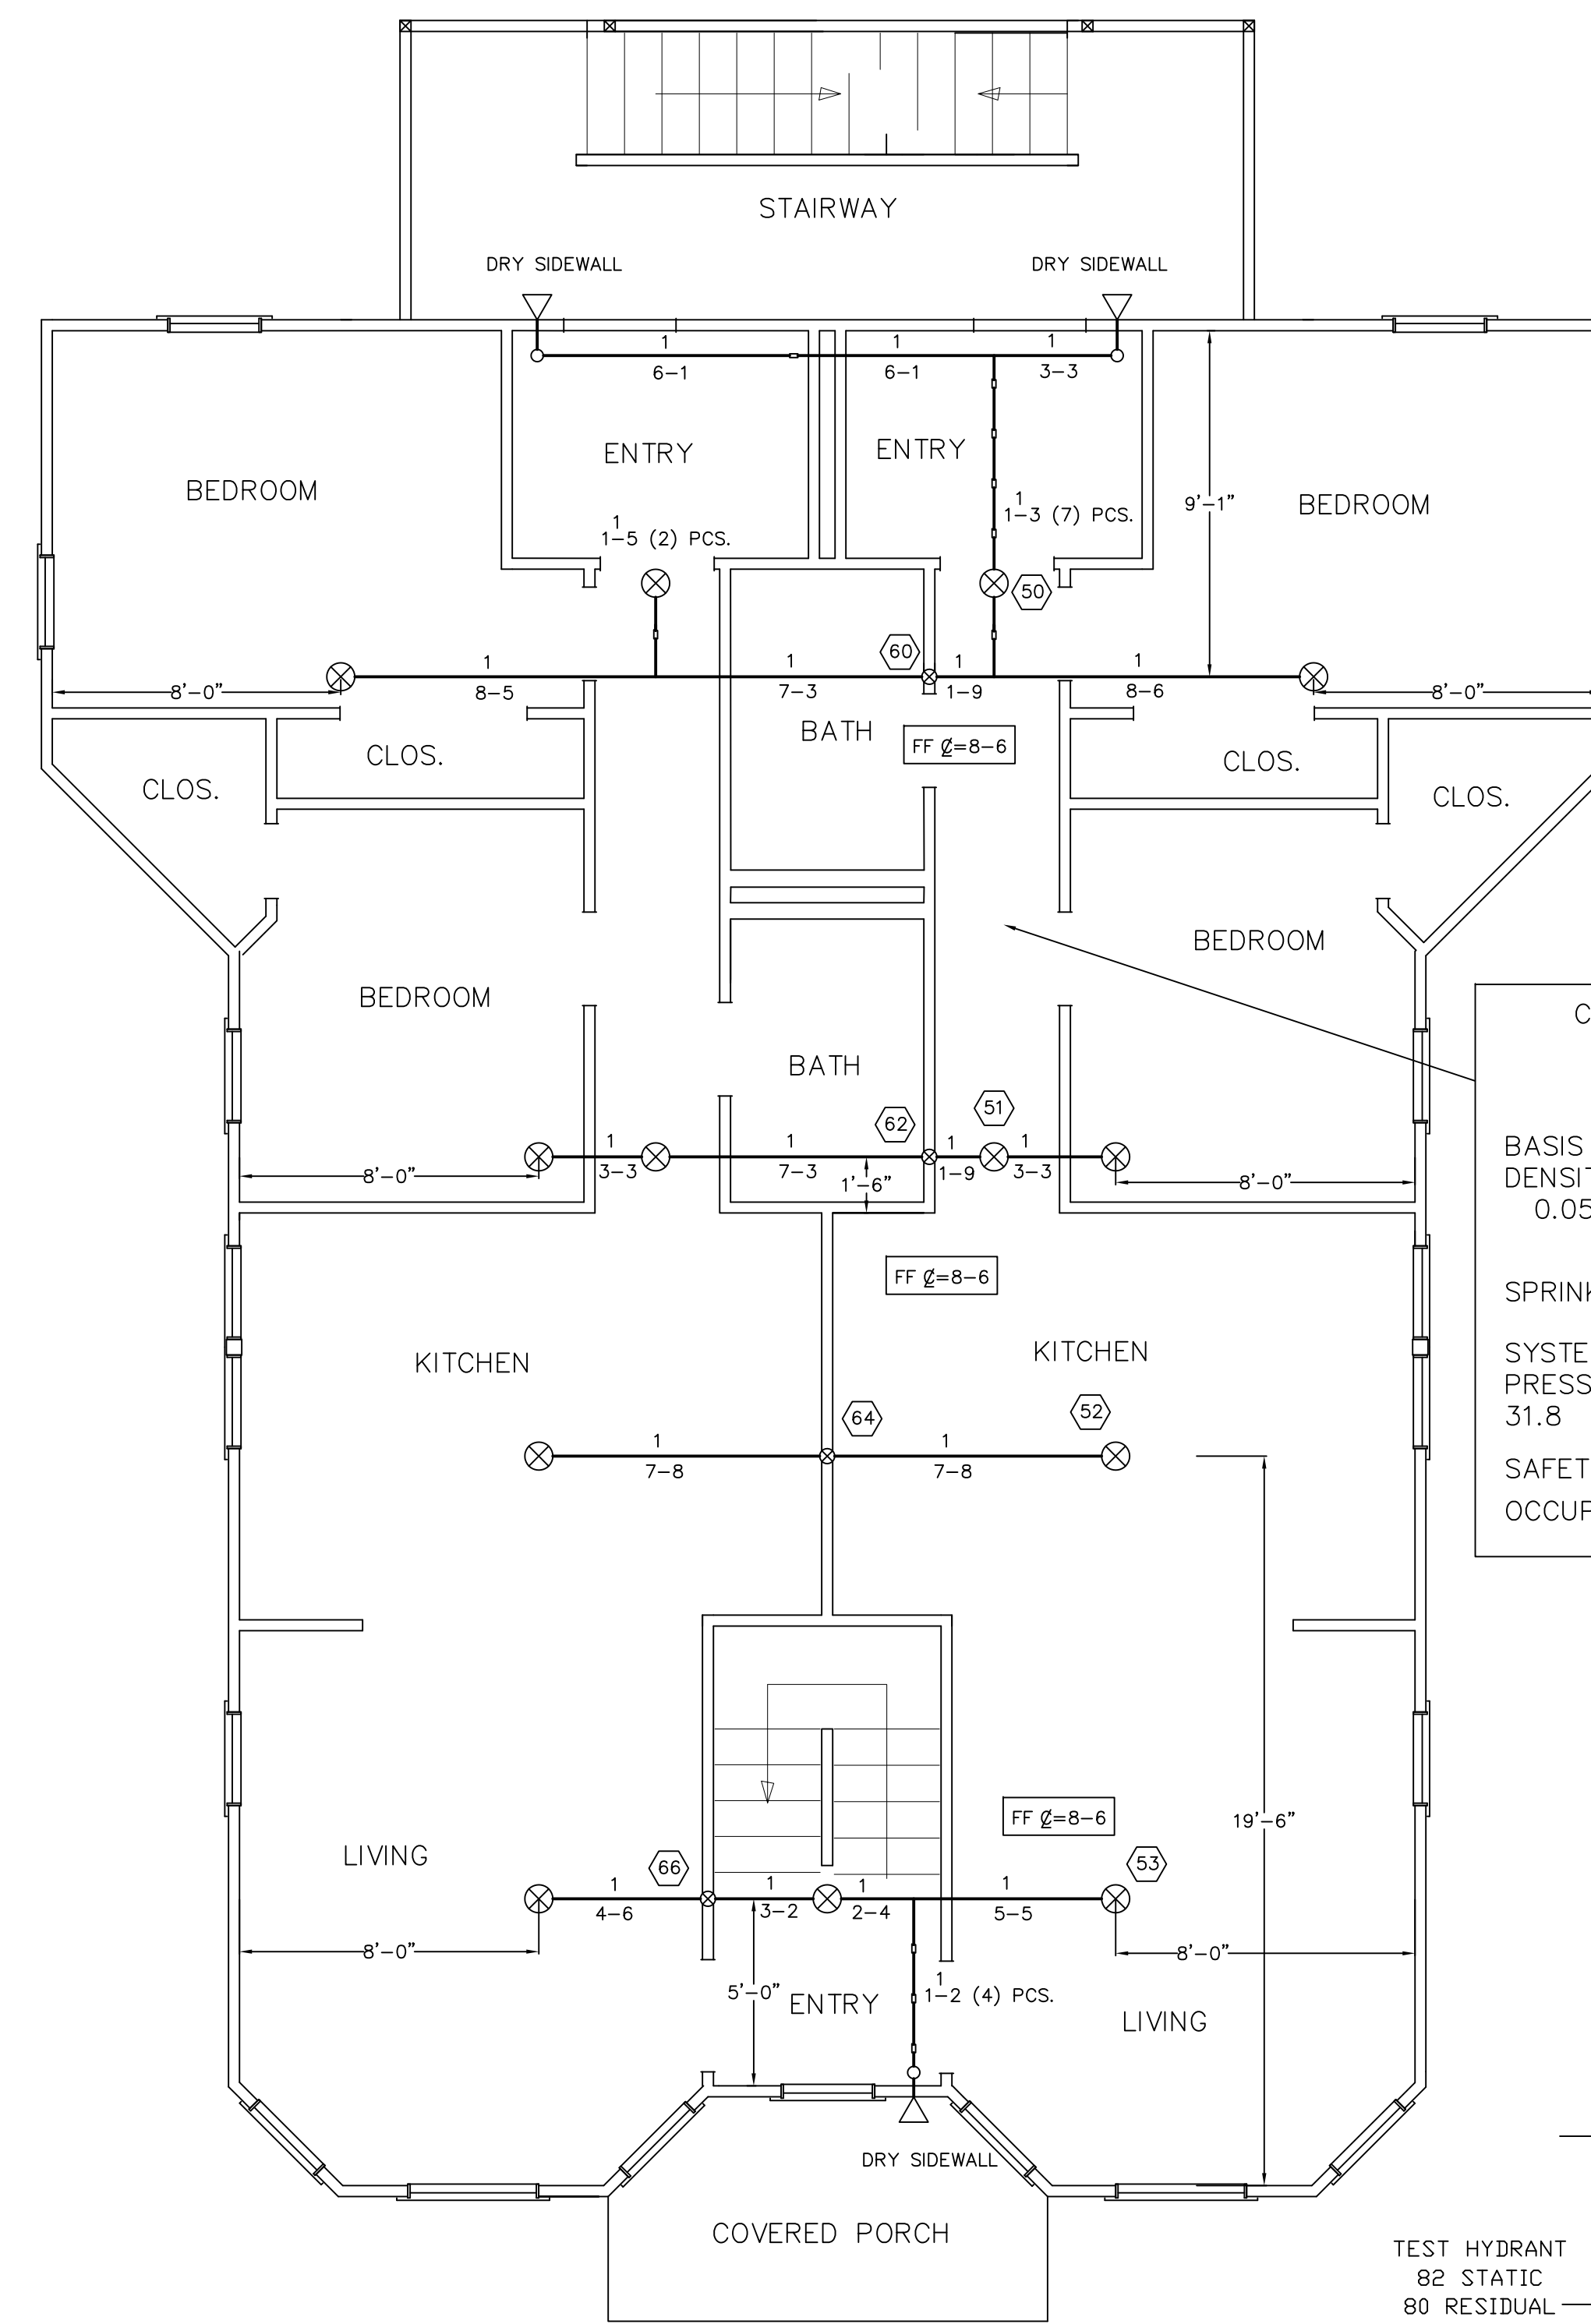 STAIRWAY
DRY SIDEWALL
DRY SIDEWALL
1
6-1
1
6-1
1
3-3
ENTRY
ENTRY
BEDROOM
9'-1"
BEDROOM
1
1-3 (7) PCS.
1
1-5 (2) PCS.
50
60
1
8-5
1
7-3
1
1-9
1
8-6
8'-0"
8'-0"
BATH
FF ℄=8-6
CLOS.
CLOS.
CLOS.
CLOS.
BEDROOM
BEDROOM
C
BATH
51
62
BASIS
0.05
1
3-3
1
7-3
1
1-9
1
3-3
8'-0"
1'-6"
8'-0"
FF ℄=8-6
KITCHEN
KITCHEN
PRESS
31.8
64
52
1
7-8
1
7-8
FF ℄=8-6
19'-6"
LIVING
66
53
1
4-6
1
3-2
1
2-4
1
5-5
8'-0"
8'-0"
5'-0"
ENTRY
1
1-2 (4) PCS.
LIVING
DRY SIDEWALL
COVERED PORCH
TEST HYDRANT
82 STATIC
80 RESIDUAL